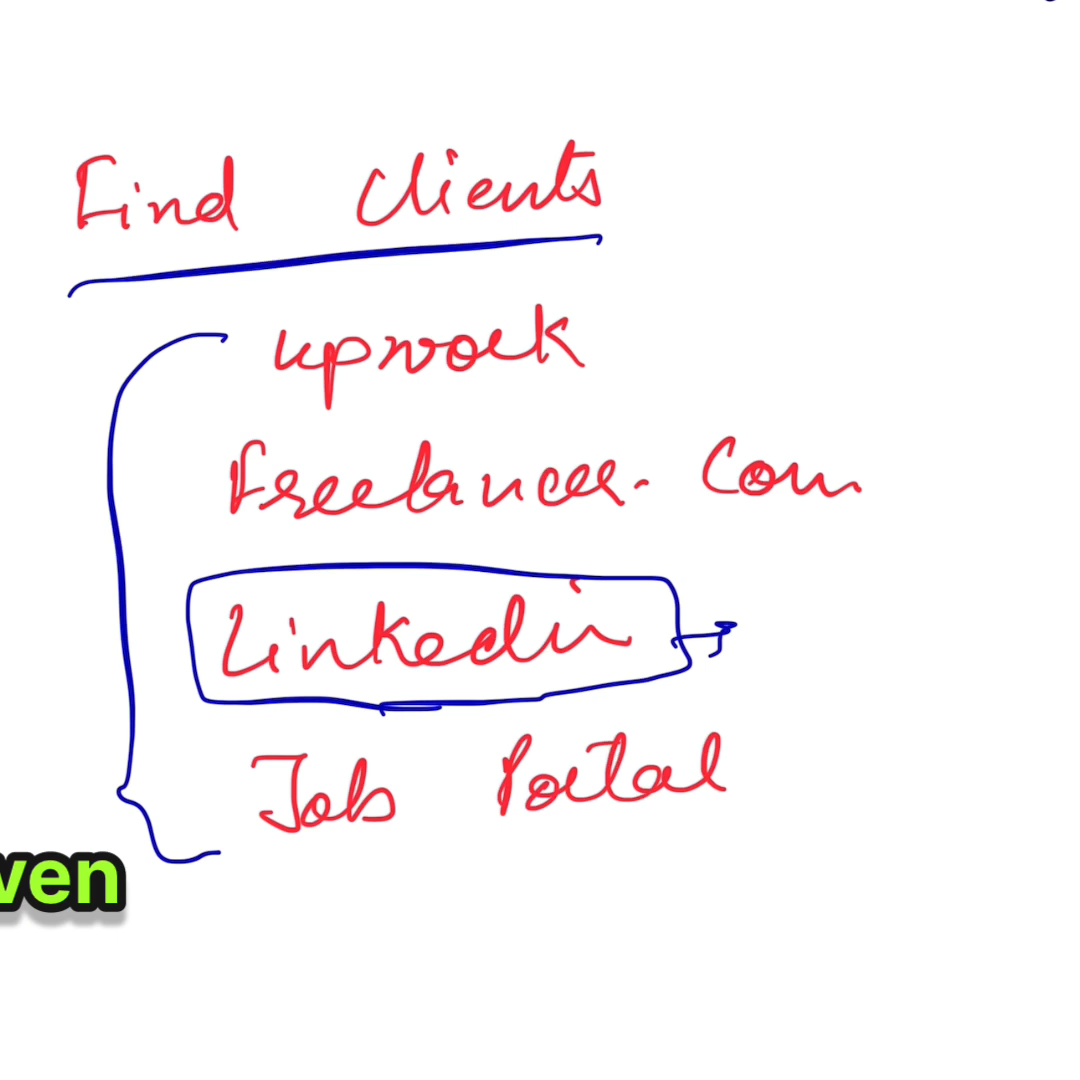 Find Clients
upwork
Freelancer. Com
Linkedin
Job Portal
ven